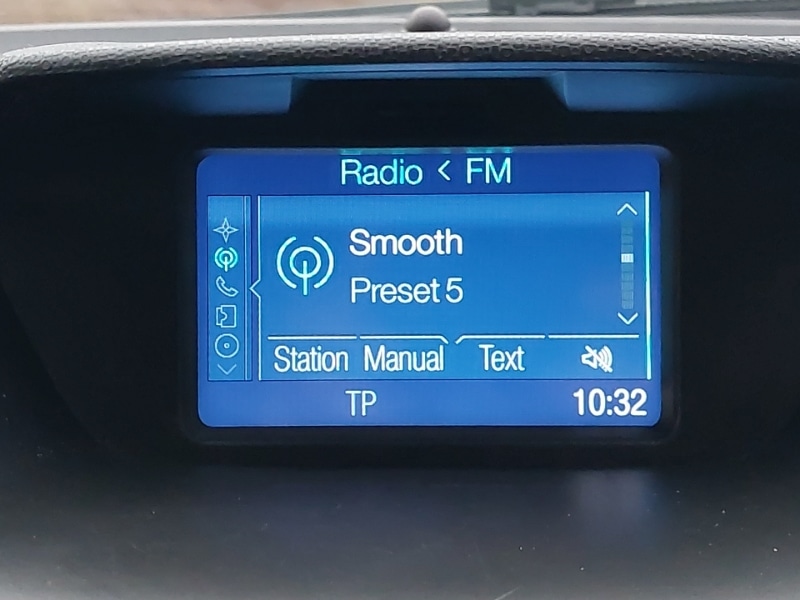 Radio < FM
Smooth
Preset 5
Station Manual Text
TP 10:32